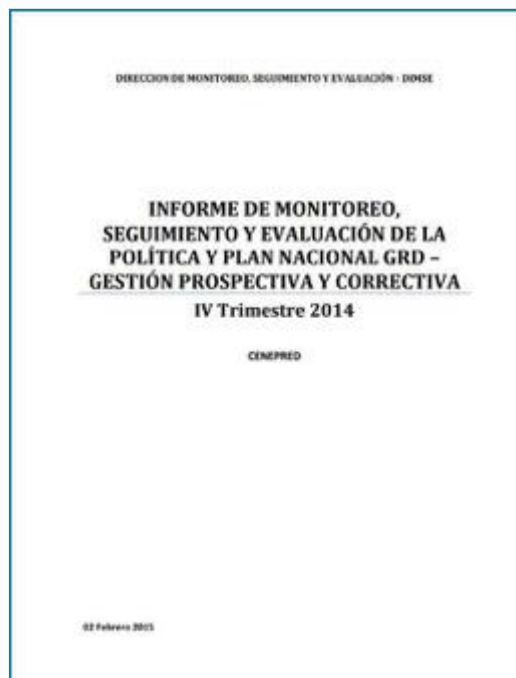 DIRECCION DE MONITOREO, SEGUIMIENTO Y EVALUACIÓN - DIMSE
INFORME DE MONITOREO,
SEGUIMIENTO Y EVALUACIÓN DE LA
POLÍTICA Y PLAN NACIONAL GRD –
GESTIÓN PROSPECTIVA Y CORRECTIVA
IV Trimestre 2014
CENEPRED
02 Febrero 2015